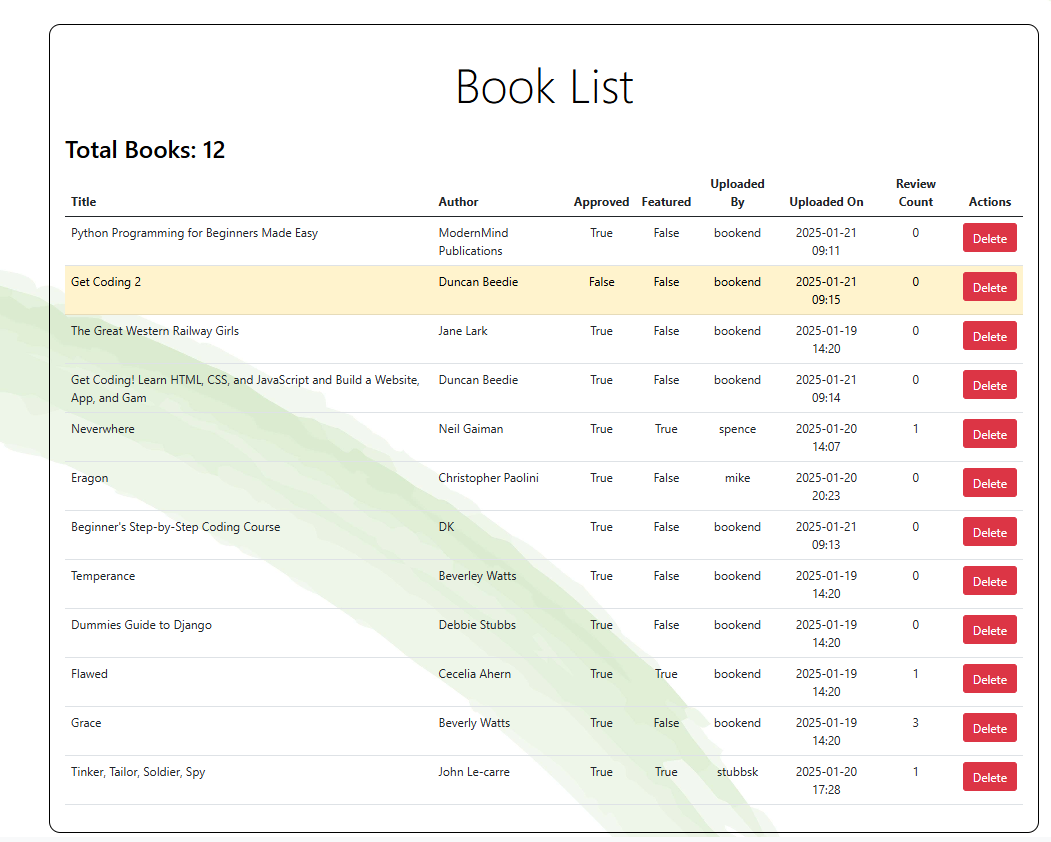 Book List
Total Books: 12
Title Author Approved Featured Uploaded By Uploaded On Review Count Actions
Python Programming for Beginners Made Easy ModernMind Publications True False bookend 2025-01-21 09:11 0 Delete
Get Coding 2 Duncan Beedie False False bookend 2025-01-21 09:15 0 Delete
The Great Western Railway Girls Jane Lark True False bookend 2025-01-19 14:20 0 Delete
Get Coding! Learn HTML, CSS, and JavaScript and Build a Website, App, and Gam Duncan Beedie True False bookend 2025-01-21 09:14 0 Delete
Neverwhere Neil Gaiman True True spence 2025-01-20 14:07 1 Delete
Eragon Christopher Paolini True False mike 2025-01-20 20:23 0 Delete
Beginner's Step-by-Step Coding Course DK True False bookend 2025-01-21 09:13 0 Delete
Temperance Beverley Watts True False bookend 2025-01-19 14:20 0 Delete
Dummies Guide to Django Debbie Stubbs True False bookend 2025-01-19 14:20 0 Delete
Flawed Cecelia Ahern True True bookend 2025-01-19 14:20 1 Delete
Grace Beverly Watts True False bookend 2025-01-19 14:20 3 Delete
Tinker, Tailor, Soldier, Spy John Le-carre True True stubbsk 2025-01-20 17:28 1 Delete